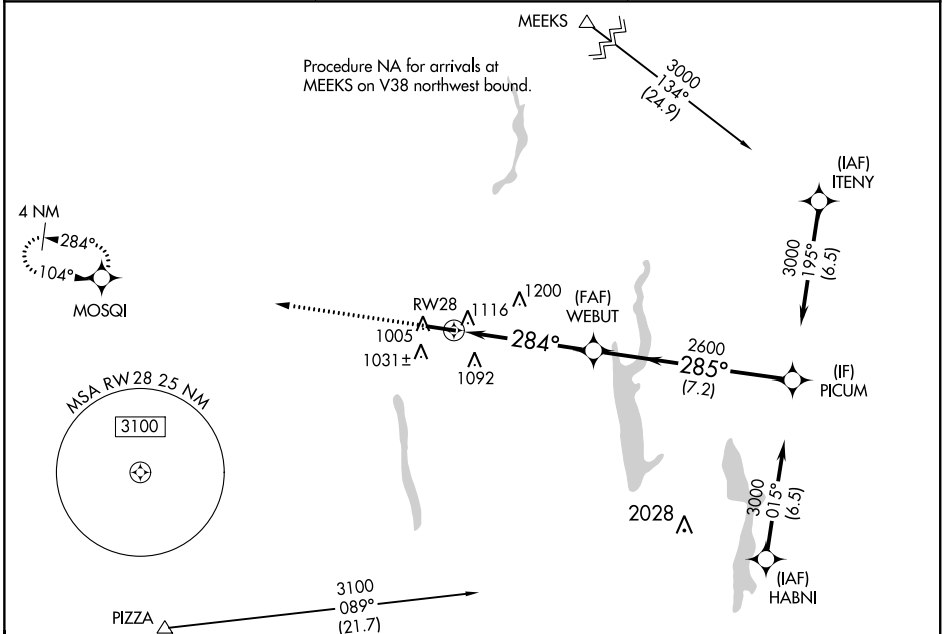 MEEKS
Procedure NA for arrivals at
MEEKS on V38 northwest bound.
3000
134°
(24.9)
(IAF)
ITENY
3000
195°
(6.5)
4 NM
284°
104°
MOSQI
RW28
1116
1200
1005
1031±
1092
(FAF)
WEBUT
284°
2600
285°
(7.2)
(IF)
PICUM
MSA RW 28 25 NM
3100
2028
3000
015°
(6.5)
(IAF)
HABNI
PIZZA
3100
089°
(21.7)